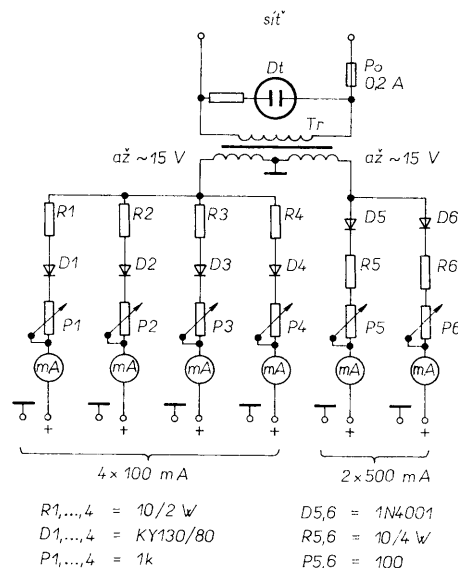 síť
Po
0,2 A
Dt
Tr
až ~15 V
až ~15 V
R1
R2
R3
R4
D5
D6
D1
D2
D3
D4
R5
R6
P1
P2
P3
P4
P5
P6
mA
mA
mA
mA
mA
mA
+
+
+
+
+
+
4 x 100 mA
2 x 500 mA
R1,...,4 = 10/2 W
D5,6 = 1N4001
D1,...,4 = KY130/80
R5,6 = 10/4 W
P1,...,4 = 1k
P5,6 = 100